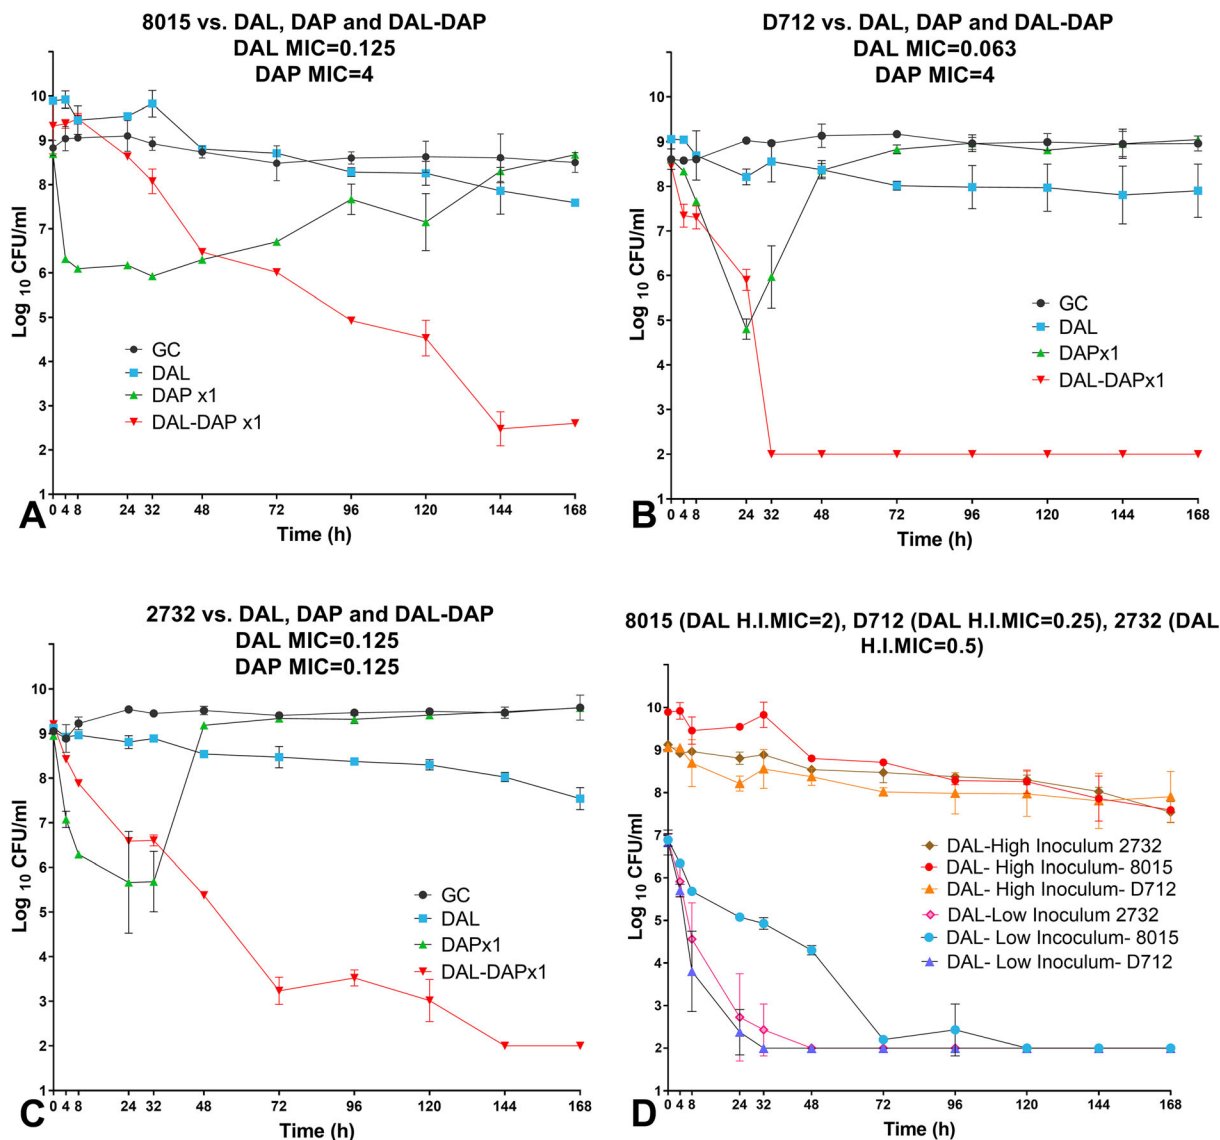 8015 vs. DAL, DAP and DAL-DAP
DAL MIC=0.125
DAP MIC=4
Log 10 CFU/ml
10
9
8
7
6
5
4
3
2
1
GC
DAL
DAP x1
DAL-DAP x1
0 4 8 24 32 48 72 96 120 144 168
Time (h)
A
D712 vs. DAL, DAP and DAL-DAP
DAL MIC=0.063
DAP MIC=4
Log 10 CFU/ml
10
9
8
7
6
5
4
3
2
1
GC
DAL
DAPx1
DAL-DAPx1
0 4 8 24 32 48 72 96 120 144 168
Time (h)
B
2732 vs. DAL, DAP and DAL-DAP
DAL MIC=0.125
DAP MIC=0.125
Log 10 CFU/ml
10
9
8
7
6
5
4
3
2
1
GC
DAL
DAPx1
DAL-DAPx1
0 4 8 24 32 48 72 96 120 144 168
Time (h)
C
8015 (DAL H.I.MIC=2), D712 (DAL H.I.MIC=0.25), 2732 (DAL
H.I.MIC=0.5)
Log 10 CFU/ml
10
9
8
7
6
5
4
3
2
1
DAL-High Inoculum 2732
DAL- High Inoculum- 8015
DAL- High Inoculum- D712
DAL-Low Inoculum 2732
DAL- Low Incoculum- 8015
DAL- Low Inoculum- D712
0 4 8 24 32 48 72 96 120 144 168
Time (h)
D